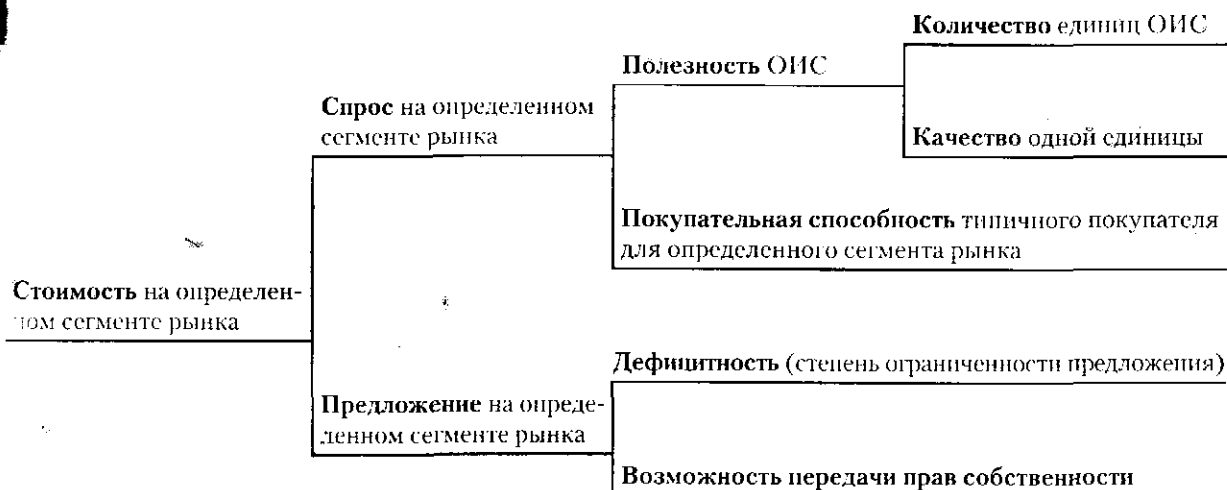 Количество единиц ОИС
Полезность ОИС
Спрос на определенном
сегменте рынка
Качество одной единицы
Покупательная способность типичного покупателя
для определенного сегмента рынка
Стоимость на определен-
ном сегменте рынка
Дефицитность (степень ограниченности предложения)
Предложение на опреде-
ленном сегменте рынка
Возможность передачи прав собственности